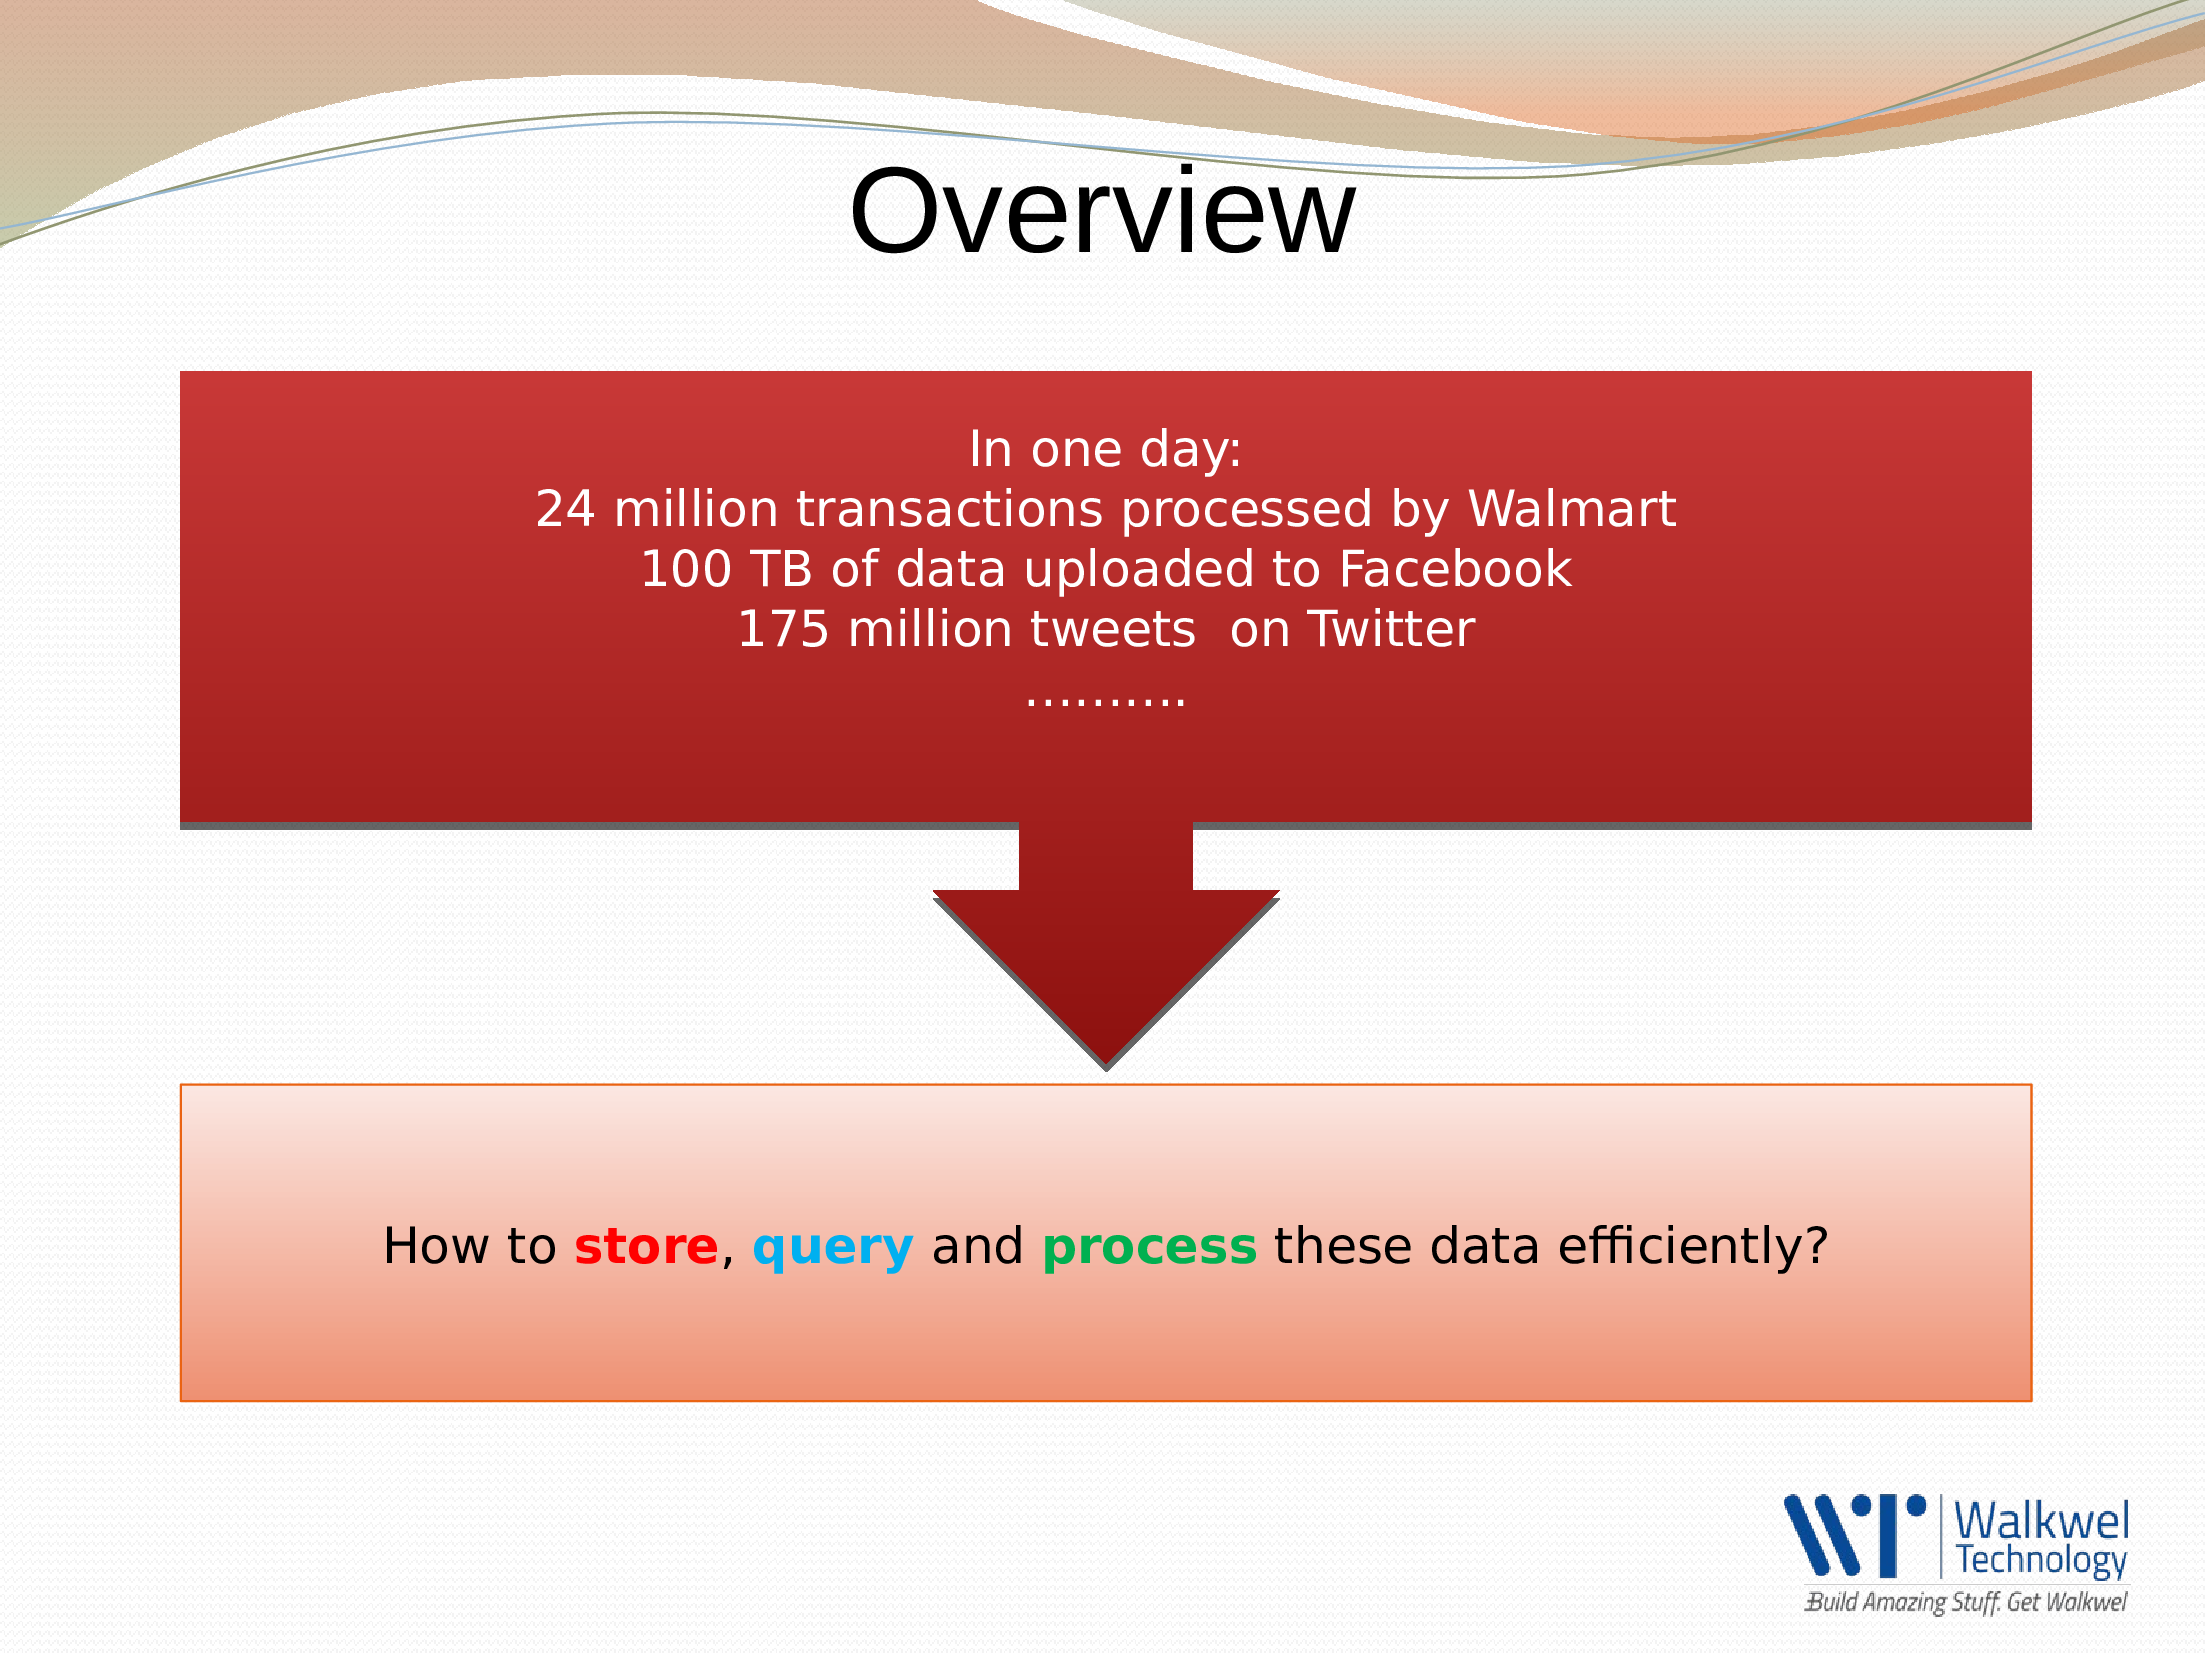 Overview
In one day:
24 million transactions processed by Walmart
100 TB of data uploaded to Facebook
175 million tweets  on Twitter
..........
How to store, query and process these data efficiently?
Walkwel
Technology
Build Amazing Stuff. Get Walkwel